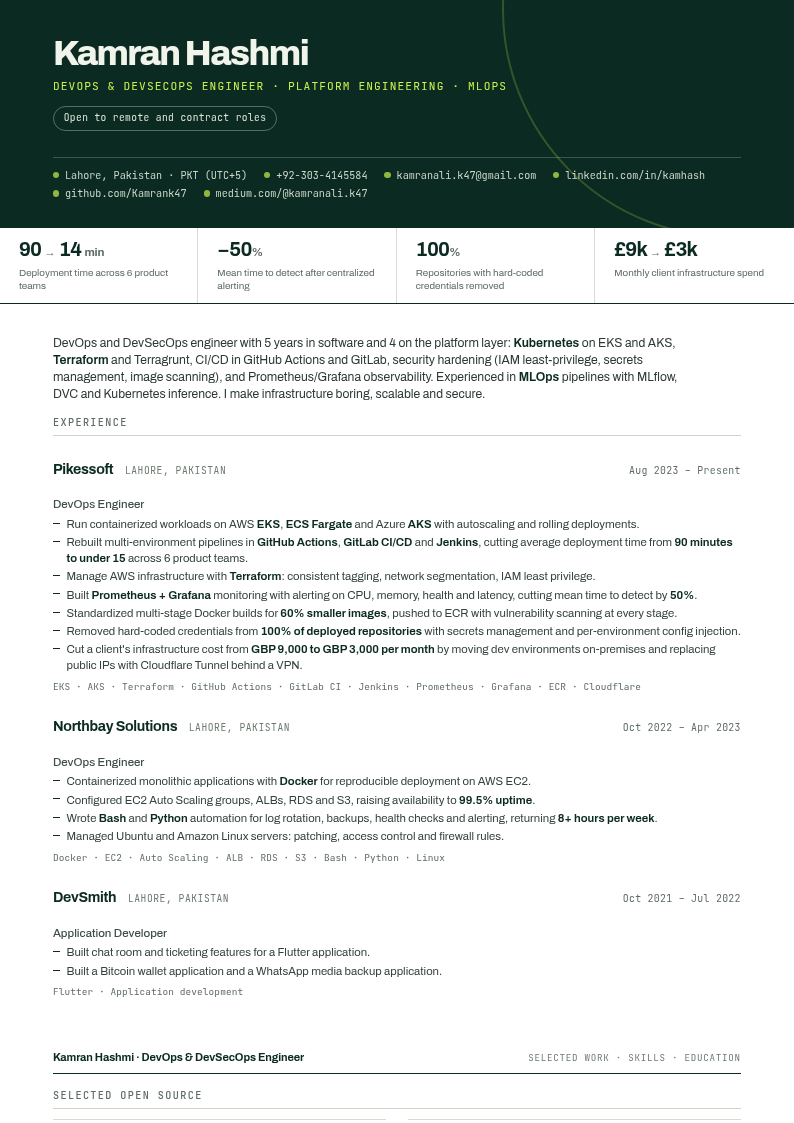 Kamran Hashmi
DEVOPS & DEVSECOPS ENGINEER · PLATFORM ENGINEERING · MLOPS
Open to remote and contract roles
Lahore, Pakistan · PKT (UTC+5) +92-303-4145584 kamranali.k47@gmail.com linkedin.com/in/kamhash
github.com/Kamrank47 medium.com/@kamranali.k47
90 → 14 min
Deployment time across 6 product
teams
−50%
Mean time to detect after centralized
alerting
100%
Repositories with hard-coded
credentials removed
£9k → £3k
Monthly client infrastructure spend
DevOps and DevSecOps engineer with 5 years in software and 4 on the platform layer: Kubernetes on EKS and AKS,
Terraform and Terragrunt, CI/CD in GitHub Actions and GitLab, security hardening (IAM least-privilege, secrets
management, image scanning), and Prometheus/Grafana observability. Experienced in MLOps pipelines with MLflow,
DVC and Kubernetes inference. I make infrastructure boring, scalable and secure.
EXPERIENCE
Pikessoft LAHORE, PAKISTAN Aug 2023 – Present
DevOps Engineer
– Run containerized workloads on AWS EKS, ECS Fargate and Azure AKS with autoscaling and rolling deployments.
– Rebuilt multi-environment pipelines in GitHub Actions, GitLab CI/CD and Jenkins, cutting average deployment time from 90 minutes
to under 15 across 6 product teams.
– Manage AWS infrastructure with Terraform: consistent tagging, network segmentation, IAM least privilege.
– Built Prometheus + Grafana monitoring with alerting on CPU, memory, health and latency, cutting mean time to detect by 50%.
– Standardized multi-stage Docker builds for 60% smaller images, pushed to ECR with vulnerability scanning at every stage.
– Removed hard-coded credentials from 100% of deployed repositories with secrets management and per-environment config injection.
– Cut a client's infrastructure cost from GBP 9,000 to GBP 3,000 per month by moving dev environments on-premises and replacing
public IPs with Cloudflare Tunnel behind a VPN.
EKS · AKS · Terraform · GitHub Actions · GitLab CI · Jenkins · Prometheus · Grafana · ECR · Cloudflare
Northbay Solutions LAHORE, PAKISTAN Oct 2022 – Apr 2023
DevOps Engineer
– Containerized monolithic applications with Docker for reproducible deployment on AWS EC2.
– Configured EC2 Auto Scaling groups, ALBs, RDS and S3, raising availability to 99.5% uptime.
– Wrote Bash and Python automation for log rotation, backups, health checks and alerting, returning 8+ hours per week.
– Managed Ubuntu and Amazon Linux servers: patching, access control and firewall rules.
Docker · EC2 · Auto Scaling · ALB · RDS · S3 · Bash · Python · Linux
DevSmith LAHORE, PAKISTAN Oct 2021 – Jul 2022
Application Developer
– Built chat room and ticketing features for a Flutter application.
– Built a Bitcoin wallet application and a WhatsApp media backup application.
Flutter · Application development
Kamran Hashmi · DevOps & DevSecOps Engineer SELECTED WORK · SKILLS · EDUCATION
SELECTED OPEN SOURCE